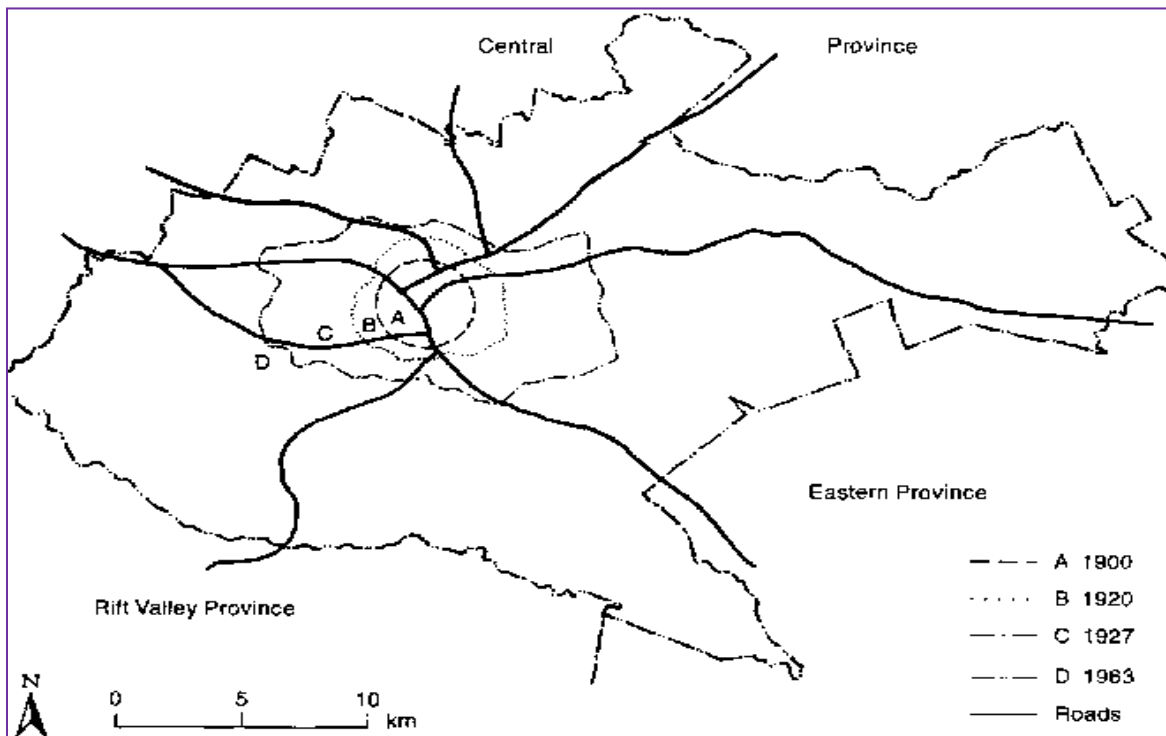 Central Province
A
B
C
D
Eastern Province
Rift Valley Province
A 1900
B 1920
C 1927
D 1963
Roads
N
0 5 10
km